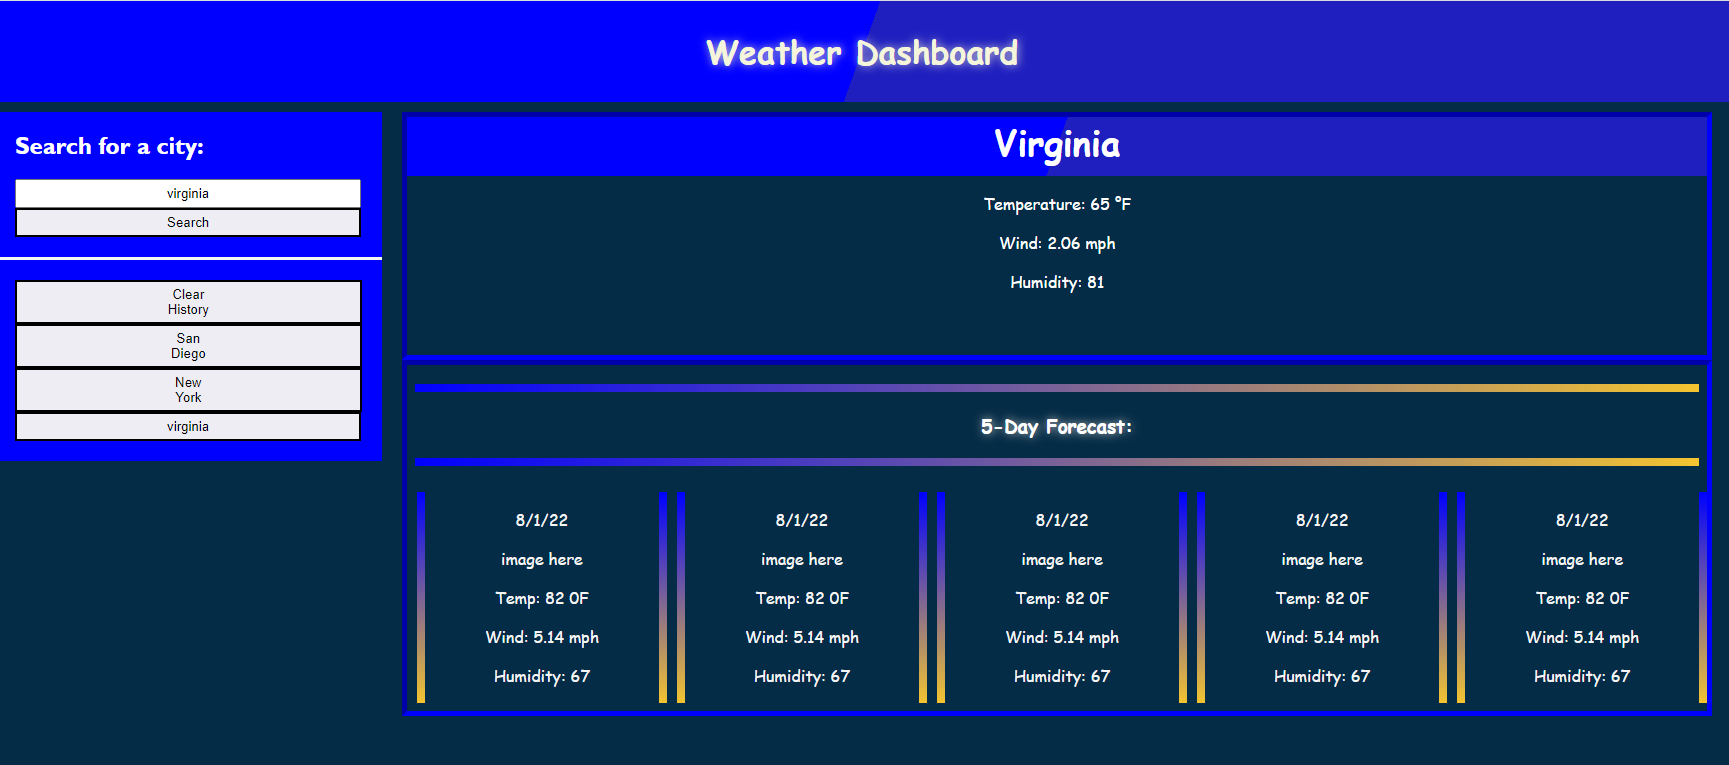 Weather Dashboard
Search for a city:
virginia
Search
Clear
History
San
Diego
New
York
virginia
Virginia
Temperature: 65 °F
Wind: 2.06 mph
Humidity: 81
5-Day Forecast:
8/1/22
image here
Temp: 82 0F
Wind: 5.14 mph
Humidity: 67
8/1/22
image here
Temp: 82 0F
Wind: 5.14 mph
Humidity: 67
8/1/22
image here
Temp: 82 0F
Wind: 5.14 mph
Humidity: 67
8/1/22
image here
Temp: 82 0F
Wind: 5.14 mph
Humidity: 67
8/1/22
image here
Temp: 82 0F
Wind: 5.14 mph
Humidity: 67